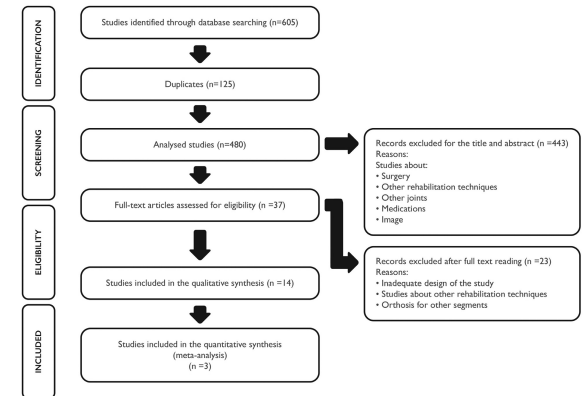 IDENTIFICATION
Studies identified through database searching (n=605)
Duplicates (n=125)
SCREENING
Analysed studies (n=480)
Records excluded for the title and abstract (n =443)
Reasons:
Studies about:
• Surgery
• Other rehabilitation techniques
• Other joints
• Medications
• Image
Full-text articles assessed for eligibility (n =37)
ELIGIBILITY
Records excluded after full text reading (n =23)
Reasons:
• Inadequate design of the study
• Studies about other rehabilitation techniques
• Orthosis for other segments
Studies included in the qualitative synthesis (n =14)
INCLUDED
Studies included in the quantitative synthesis
(meta-analysis)
(n =3)